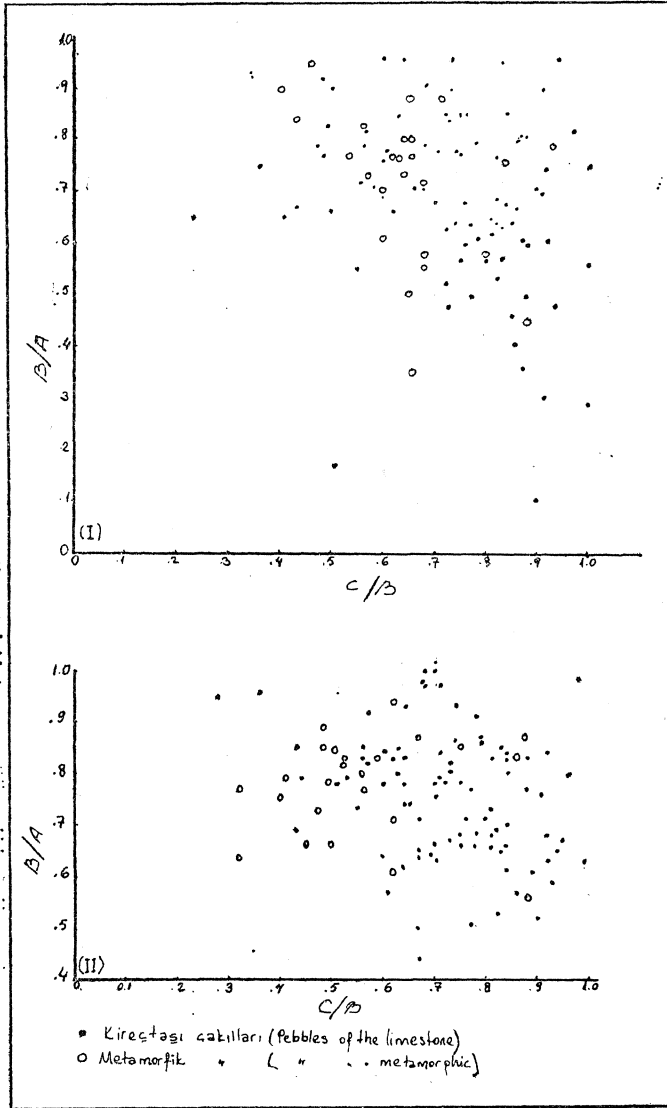 1.0
.9
.8
.7
.6
.5
.4
.3
.2
.1
0
B/A
(I)
0 .1 .2 .3 .4 .5 .6 .7 .8 .9 1.0
C/B
1.0
.9
.8
.7
.6
0.5
.4
B/A
(II)
0 0.1 .2 .3 .4 .5 .6 .7 .8 .9 1.0
C/B
• Kireçtaşı çakılları (Pebbles of the limestone)
o Metamorfik " ( " .. metamorphic)